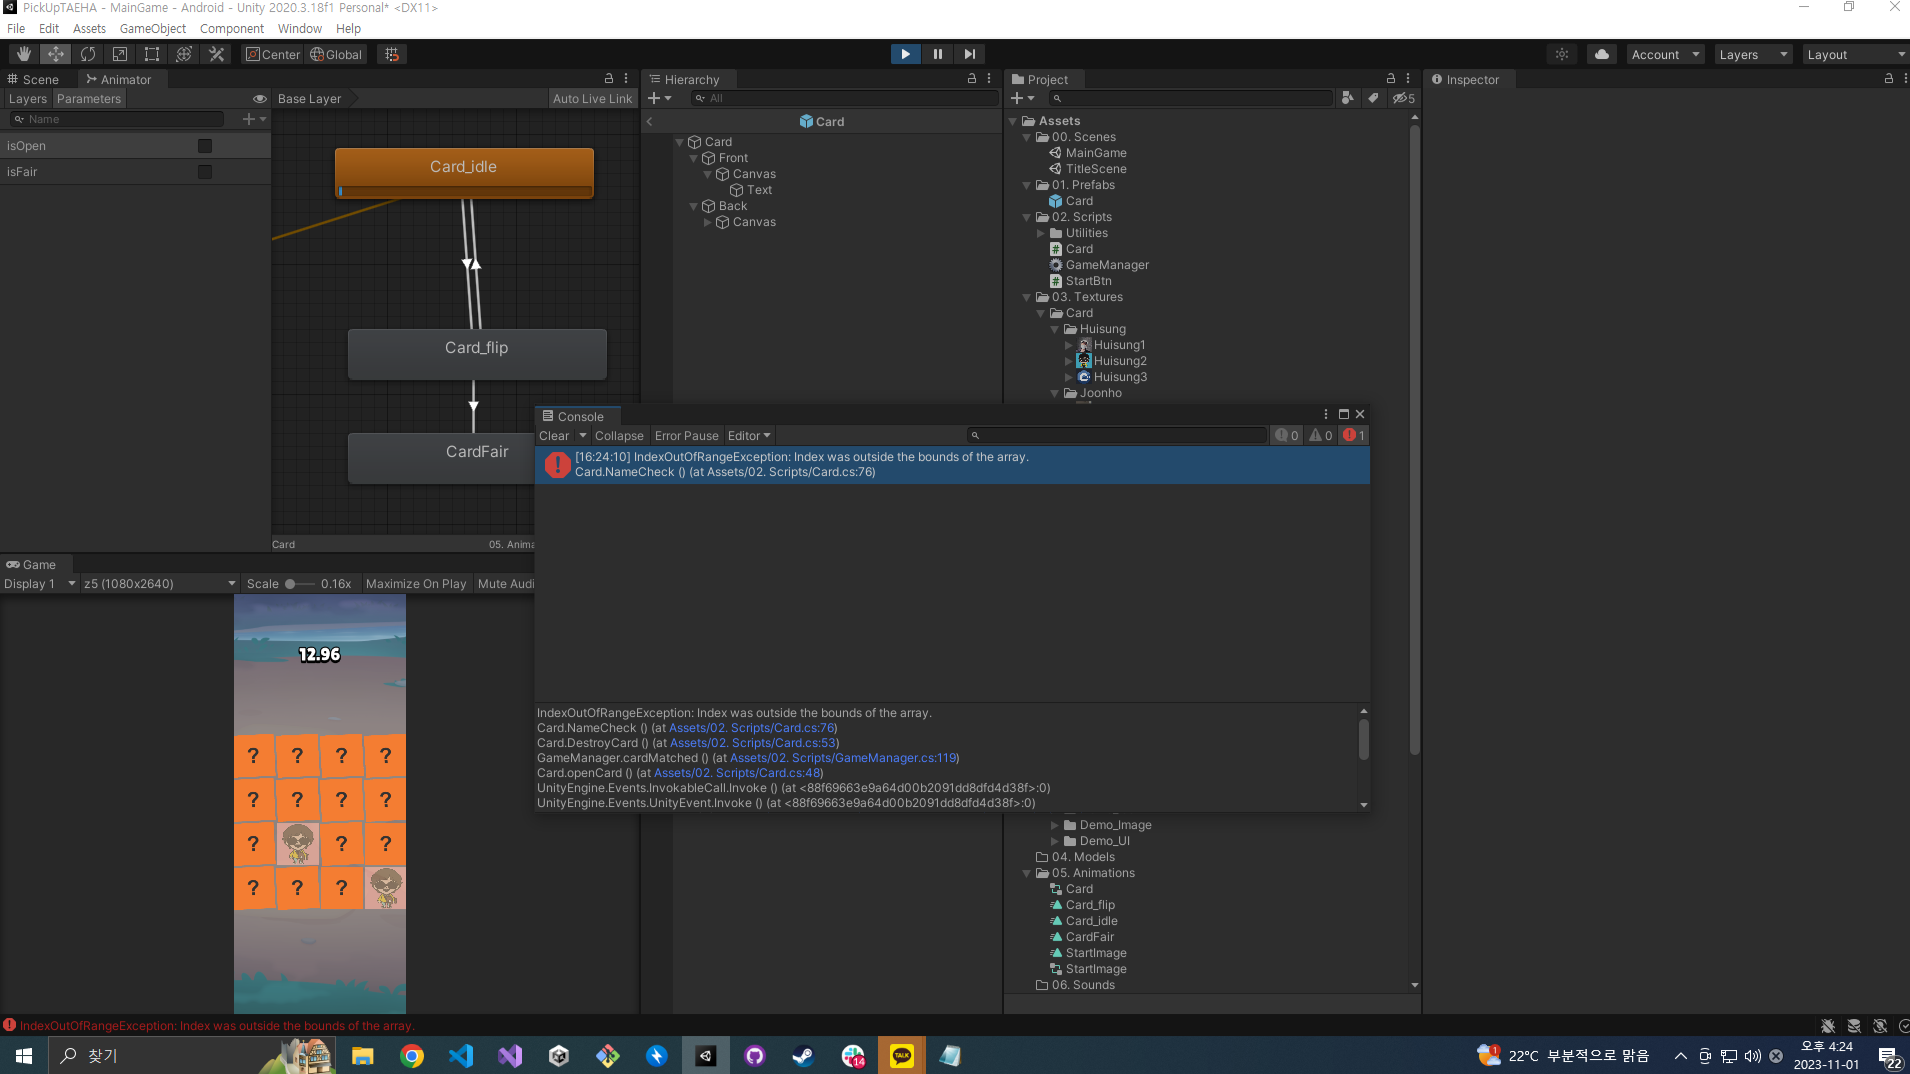 PickUpTAEHA - MainGame - Android - Unity 2020.3.18f1 Personal* <DX11>
File Edit Assets GameObject Component Window Help
Center Global
Account Layers Layout
Scene Animator
Layers Parameters Base Layer Auto Live Link
Name
isOpen
isFair
Card_idle
Card_flip
CardFair
Card 05. Anima
Hierarchy
All
Card
Card
Front
Canvas
Text
Back
Canvas
Project
5
Assets
00. Scenes
MainGame
TitleScene
01. Prefabs
Card
02. Scripts
Utilities
Card
GameManager
StartBtn
03. Textures
Card
Huisung
Huisung1
Huisung2
Huisung3
Joonho
Demo_Image
Demo_UI
04. Models
05. Animations
Card
Card_flip
Card_idle
CardFair
StartImage
StartImage
06. Sounds
Inspector
Console
Clear Collapse Error Pause Editor 0 0 1
[16:24:10] IndexOutOfRangeException: Index was outside the bounds of the array.
Card.NameCheck () (at Assets/02. Scripts/Card.cs:76)
IndexOutOfRangeException: Index was outside the bounds of the array.
Card.NameCheck () (at Assets/02. Scripts/Card.cs:76)
Card.DestroyCard () (at Assets/02. Scripts/Card.cs:53)
GameManager.cardMatched () (at Assets/02. Scripts/GameManager.cs:119)
Card.openCard () (at Assets/02. Scripts/Card.cs:48)
UnityEngine.Events.InvokableCall.Invoke () (at <88f69663e9a64d00b2091dd8dfd4d38f>:0)
UnityEngine.Events.UnityEvent.Invoke () (at <88f69663e9a64d00b2091dd8dfd4d38f>:0)
Game
Display 1 z5 (1080x2640) Scale 0.16x Maximize On Play Mute Audi
12.96
? ? ? ?
? ? ? ?
? ? ?
? ? ?
IndexOutOfRangeException: Index was outside the bounds of the array.
찾기
TALK
14
1
22°C 부분적으로 맑음
오후 4:24
2023-11-01
22